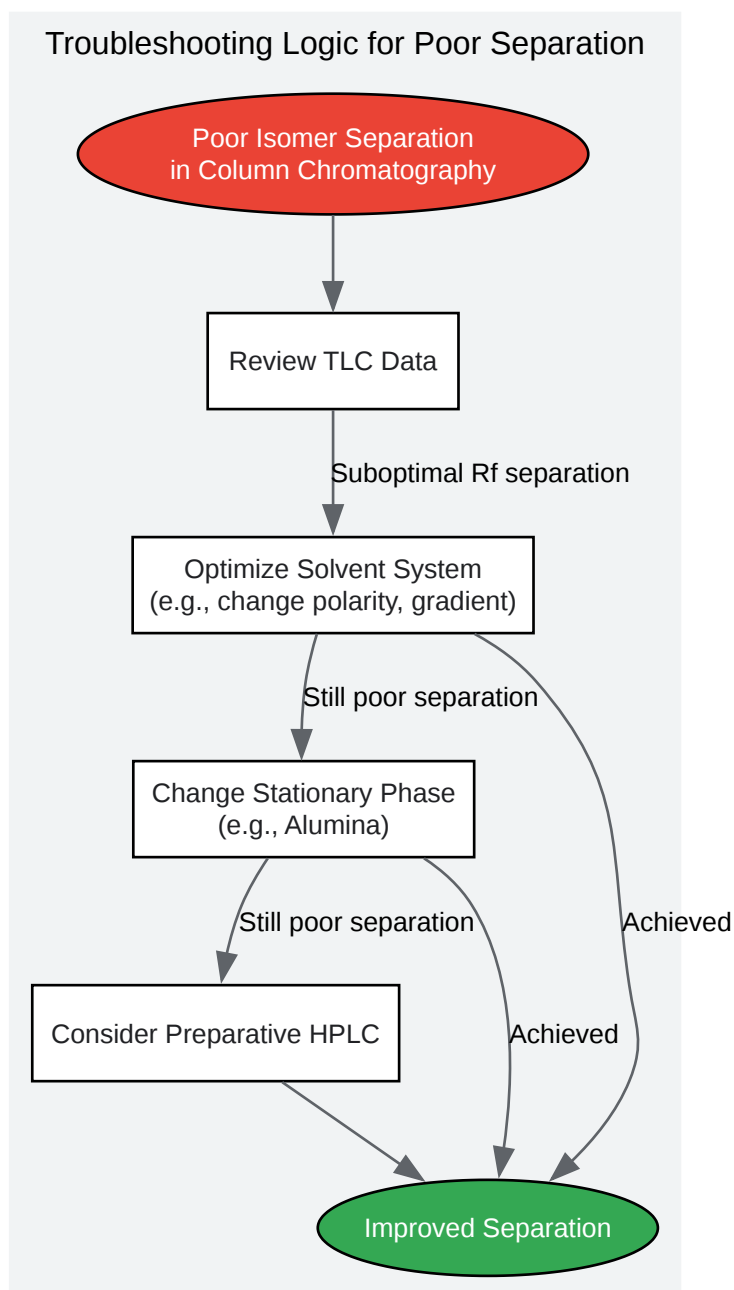 Troubleshooting Logic for Poor Separation
Poor Isomer Separation
in Column Chromatography
Review TLC Data
Suboptimal Rf separation
Optimize Solvent System
(e.g., change polarity, gradient)
Still poor separation
Change Stationary Phase
(e.g., Alumina)
Still poor separation
Achieved
Consider Preparative HPLC
Achieved
Improved Separation